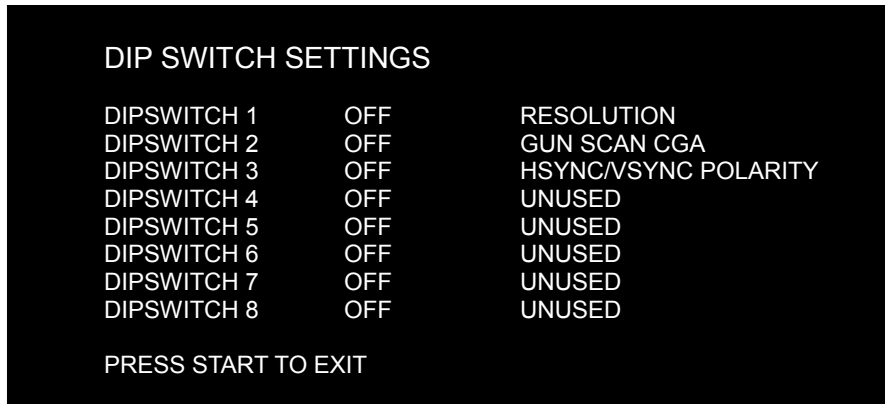 DIP SWITCH SETTINGS
DIPSWITCH 1 OFF RESOLUTION
DIPSWITCH 2 OFF GUN SCAN CGA
DIPSWITCH 3 OFF HSYNC/VSYNC POLARITY
DIPSWITCH 4 OFF UNUSED
DIPSWITCH 5 OFF UNUSED
DIPSWITCH 6 OFF UNUSED
DIPSWITCH 7 OFF UNUSED
DIPSWITCH 8 OFF UNUSED
PRESS START TO EXIT